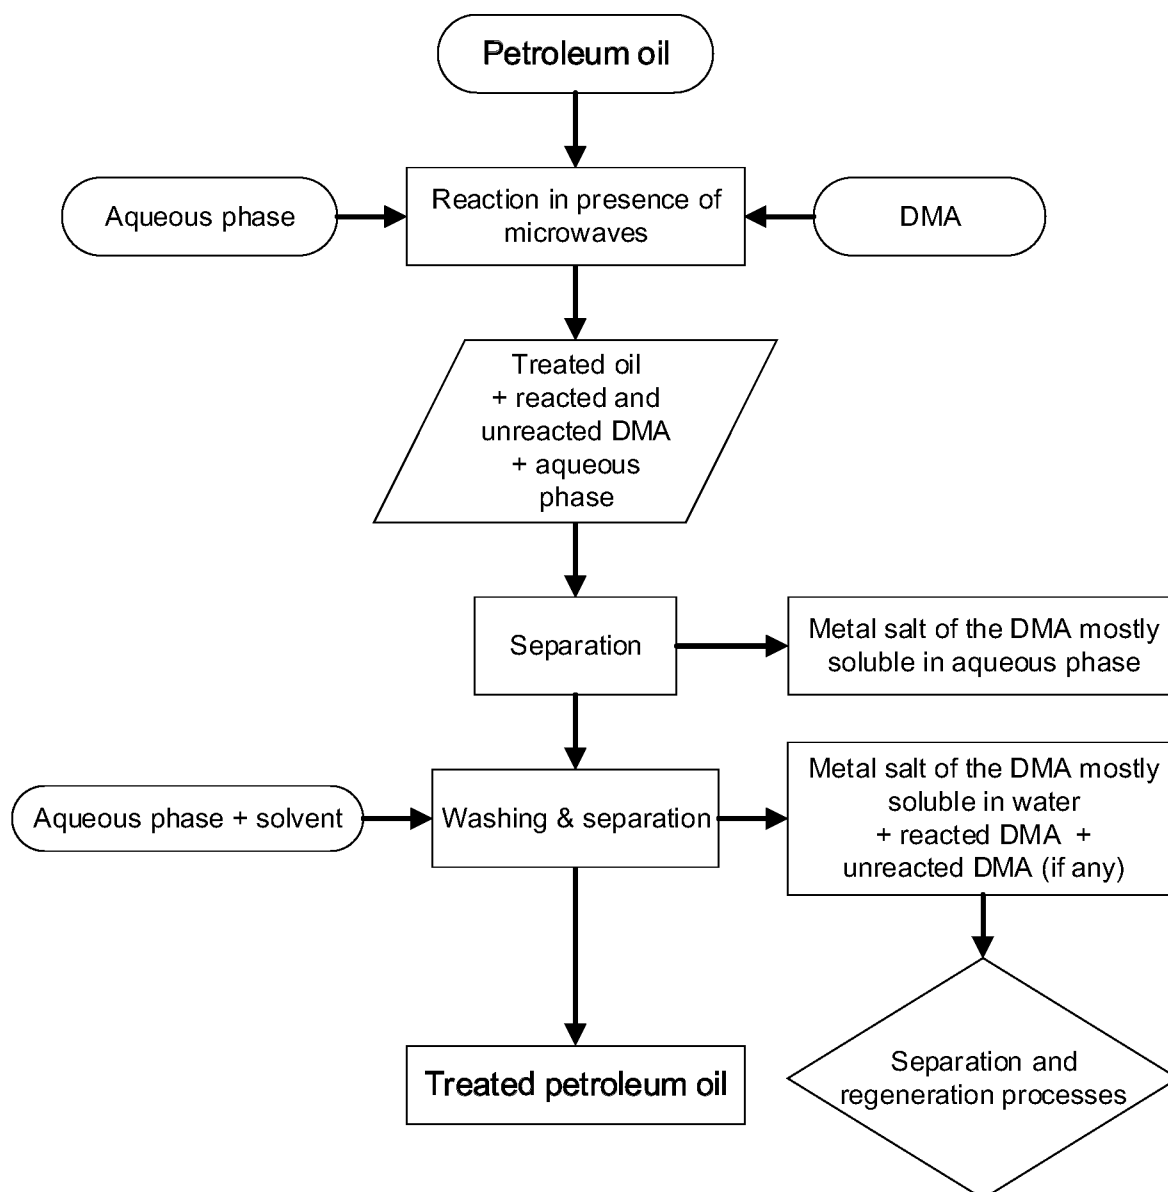 Petroleum oil
Aqueous phase
Reaction in presence of
microwaves
DMA
Treated oil
+ reacted and
unreacted DMA
+ aqueous
phase
Separation
Metal salt of the DMA mostly
soluble in aqueous phase
Aqueous phase + solvent
Washing & separation
Metal salt of the DMA mostly
soluble in water
+ reacted DMA +
unreacted DMA (if any)
Treated petroleum oil
Separation and
regeneration processes